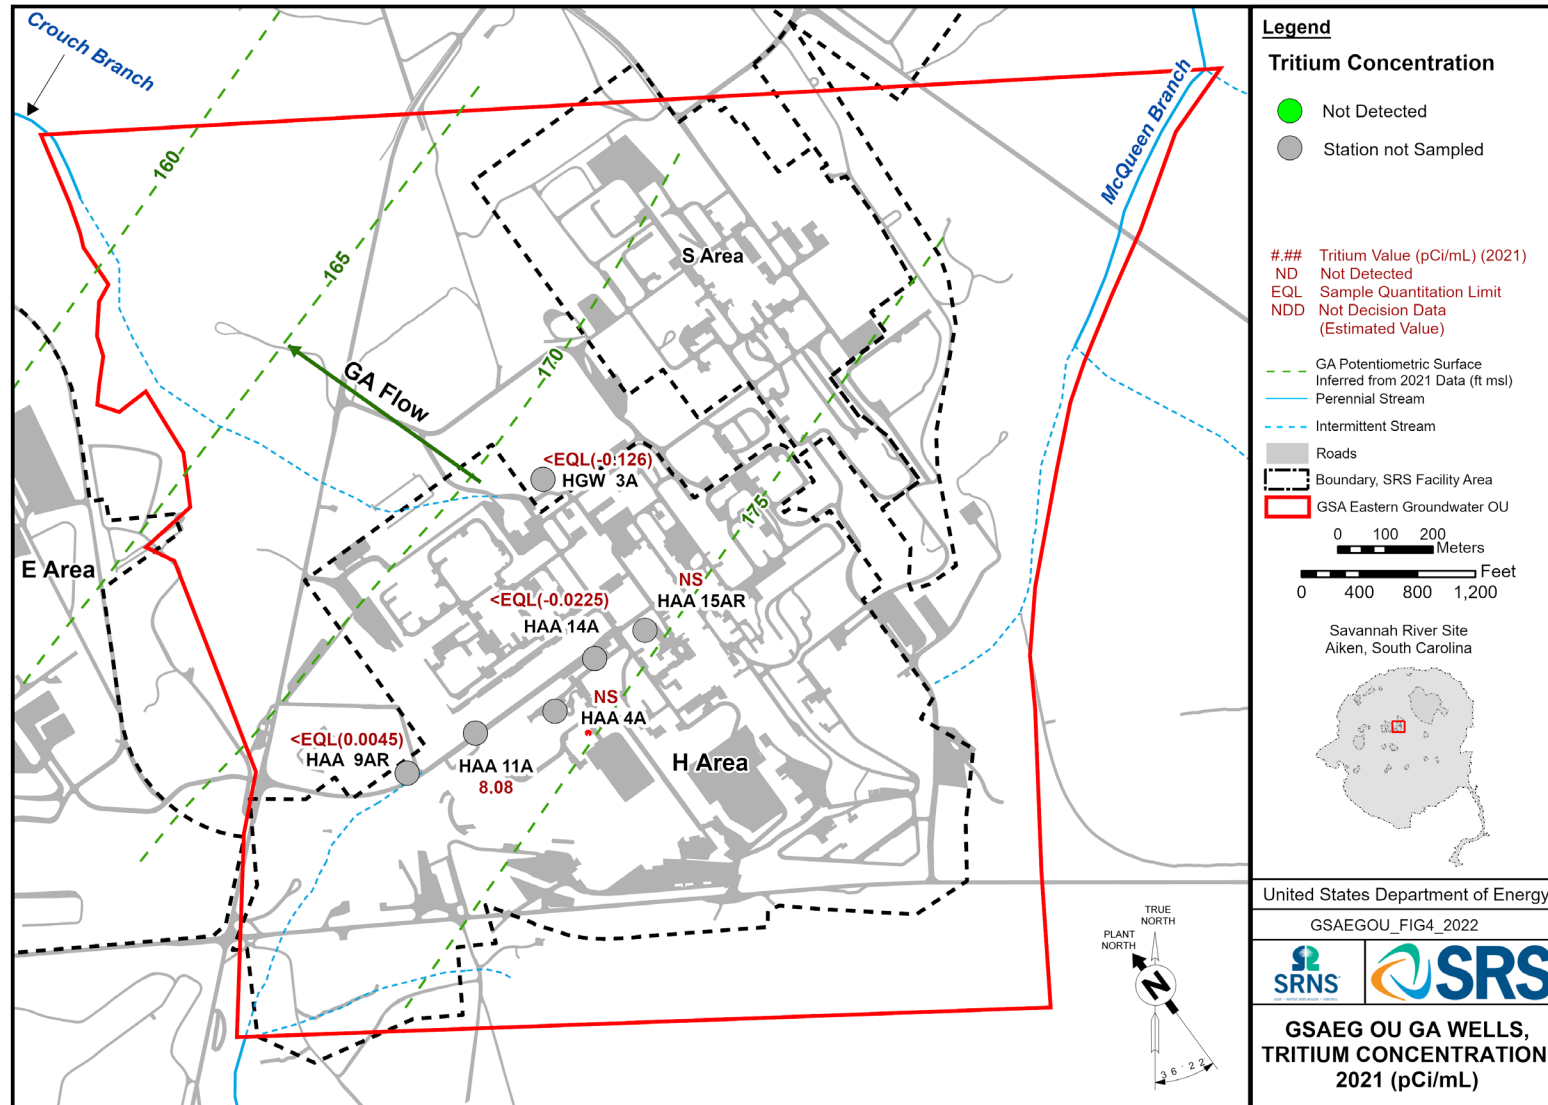 Crouch Branch
160
165
170
175
GA Flow
McQueen Branch
S Area
E Area
H Area
<EQL(-0.126)
HGW 3A
NS
HAA 15AR
<EQL(-0.0225)
HAA 14A
NS
HAA 4A
<EQL(0.0045)
HAA 9AR
HAA 11A
8.08
TRUE
NORTH
PLANT
NORTH
N
36°22'
Legend
Tritium Concentration
Not Detected
Station not Sampled
#.## Tritium Value (pCi/mL) (2021)
ND Not Detected
EQL Sample Quantitation Limit
NDD Not Decision Data
(Estimated Value)
GA Potentiometric Surface
Inferred from 2021 Data (ft msl)
Perennial Stream
Intermittent Stream
Roads
Boundary, SRS Facility Area
GSA Eastern Groundwater OU
0 100 200
Meters
Feet
0 400 800 1,200
Savannah River Site
Aiken, South Carolina
United States Department of Energy
GSAEGOU_FIG4_2022
SRNS
SRS
GSAEG OU GA WELLS,
TRITIUM CONCENTRATION
2021 (pCi/mL)